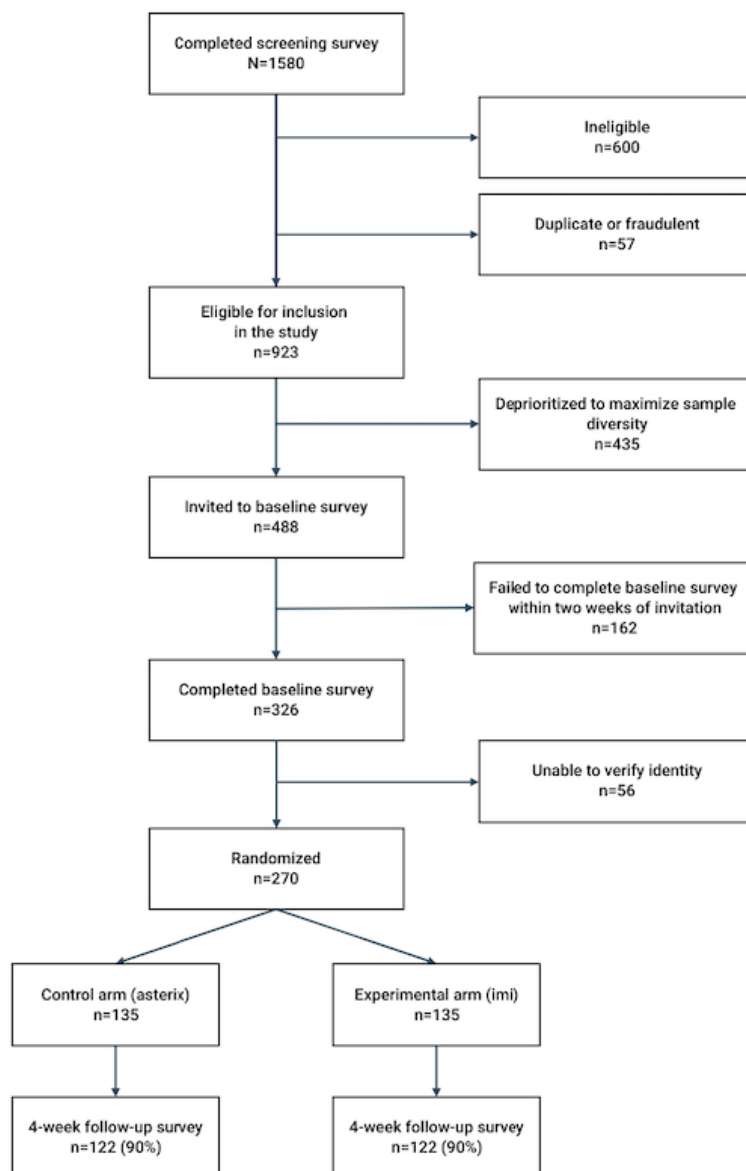 Completed screening survey
N=1580
Ineligible
n=600
Duplicate or fraudulent
n=57
Eligible for inclusion
in the study
n=923
Deprioritized to maximize sample
diversity
n=435
Invited to baseline survey
n=488
Failed to complete baseline survey
within two weeks of invitation
n=162
Completed baseline survey
n=326
Unable to verify identity
n=56
Randomized
n=270
Control arm (asterix)
n=135
Experimental arm (imi)
n=135
4-week follow-up survey
n=122 (90%)
4-week follow-up survey
n=122 (90%)